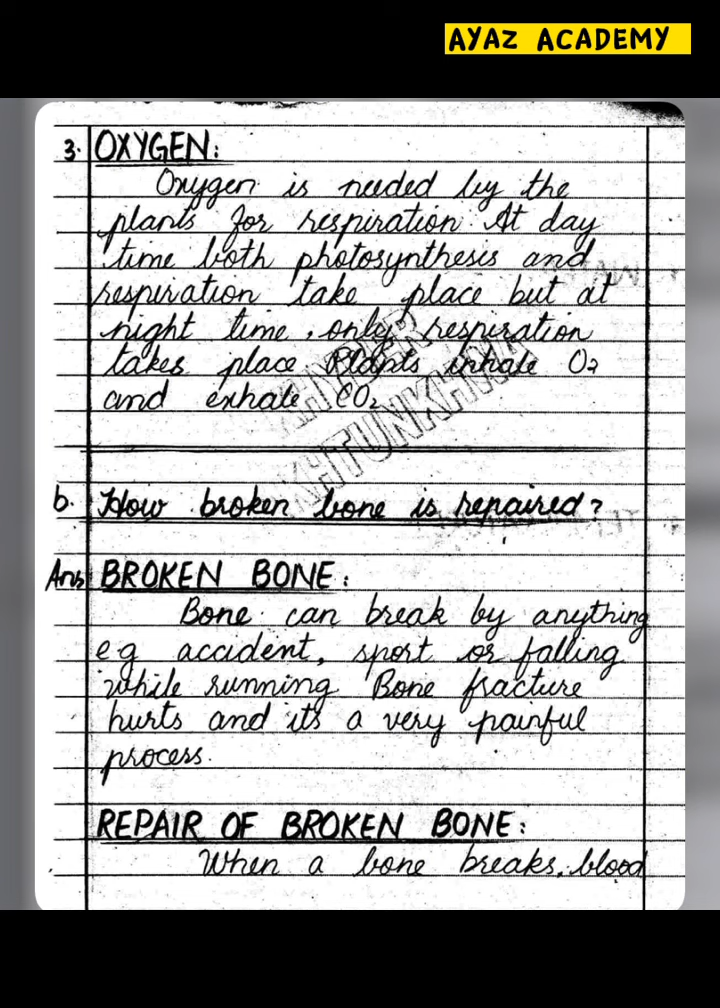 AYAZ ACADEMY
3. OXYGEN:
Oxygen is needed by the
plants for respiration. At day
time both photosynthesis and
respiration take place but at
night time, only respiration
takes place Plants inhale O2
and exhale CO2
KHYBER
KHTUNKHWA
b. How broken bone is repaired?
Ans: BROKEN BONE:
Bone can break by anything
eg accident, sport or falling
while running Bone fracture
hurts and its a very painful
process.
REPAIR OF BROKEN BONE:
When a bone breaks, blood